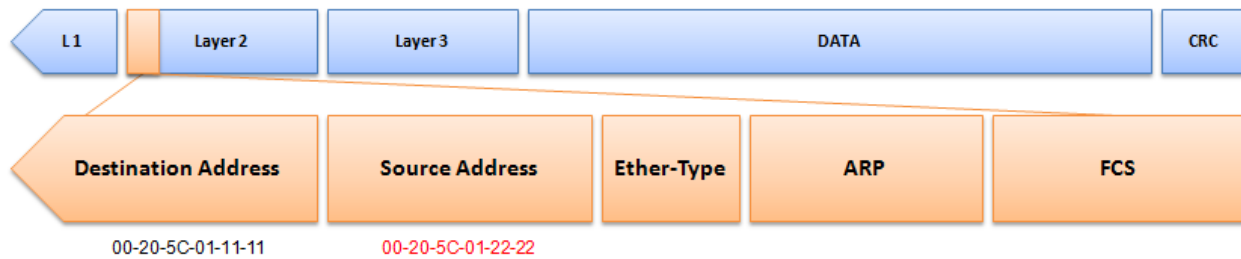 L 1 Layer 2 Layer 3 DATA CRC
Destination Address Source Address Ether-Type ARP FCS
00-20-5C-01-11-11 00-20-5C-01-22-22